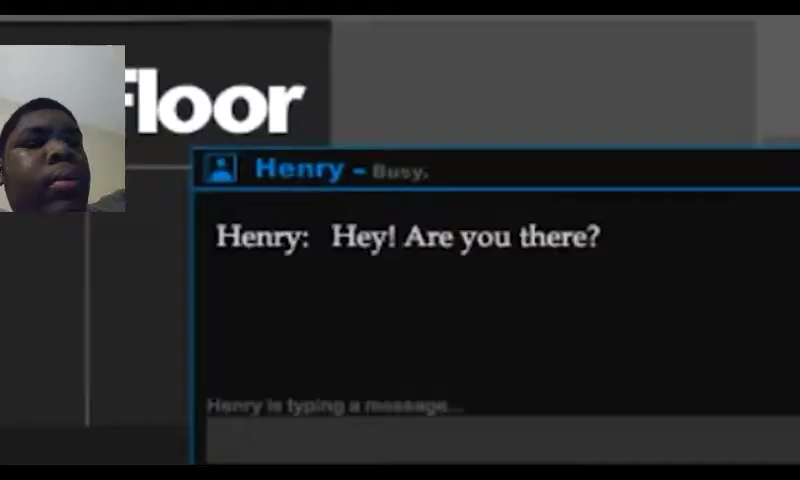 Floor
Henry - Busy.
Henry: Hey! Are you there?
Henry is typing a message...